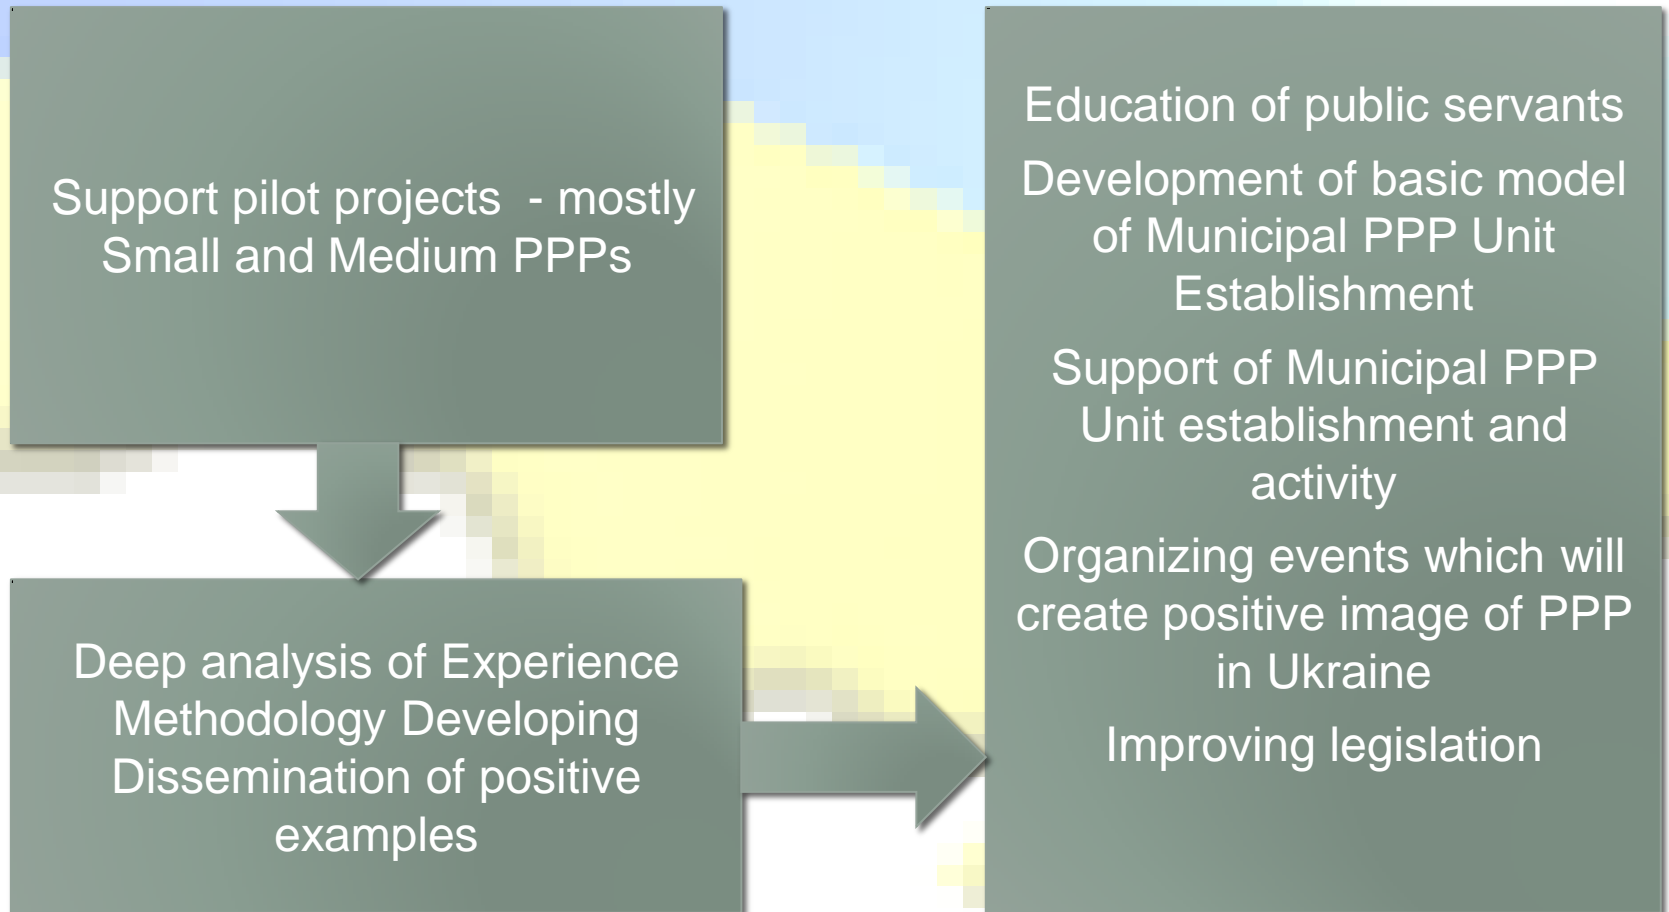 Support pilot projects  - mostly
Small and Medium PPPs
Deep analysis of Experience
Methodology Developing
Dissemination of positive
examples
Education of public servants
Development of basic model
of Municipal PPP Unit
Establishment
Support of Municipal PPP
Unit establishment and
activity
Organizing events which will
create positive image of PPP
in Ukraine
Improving legislation